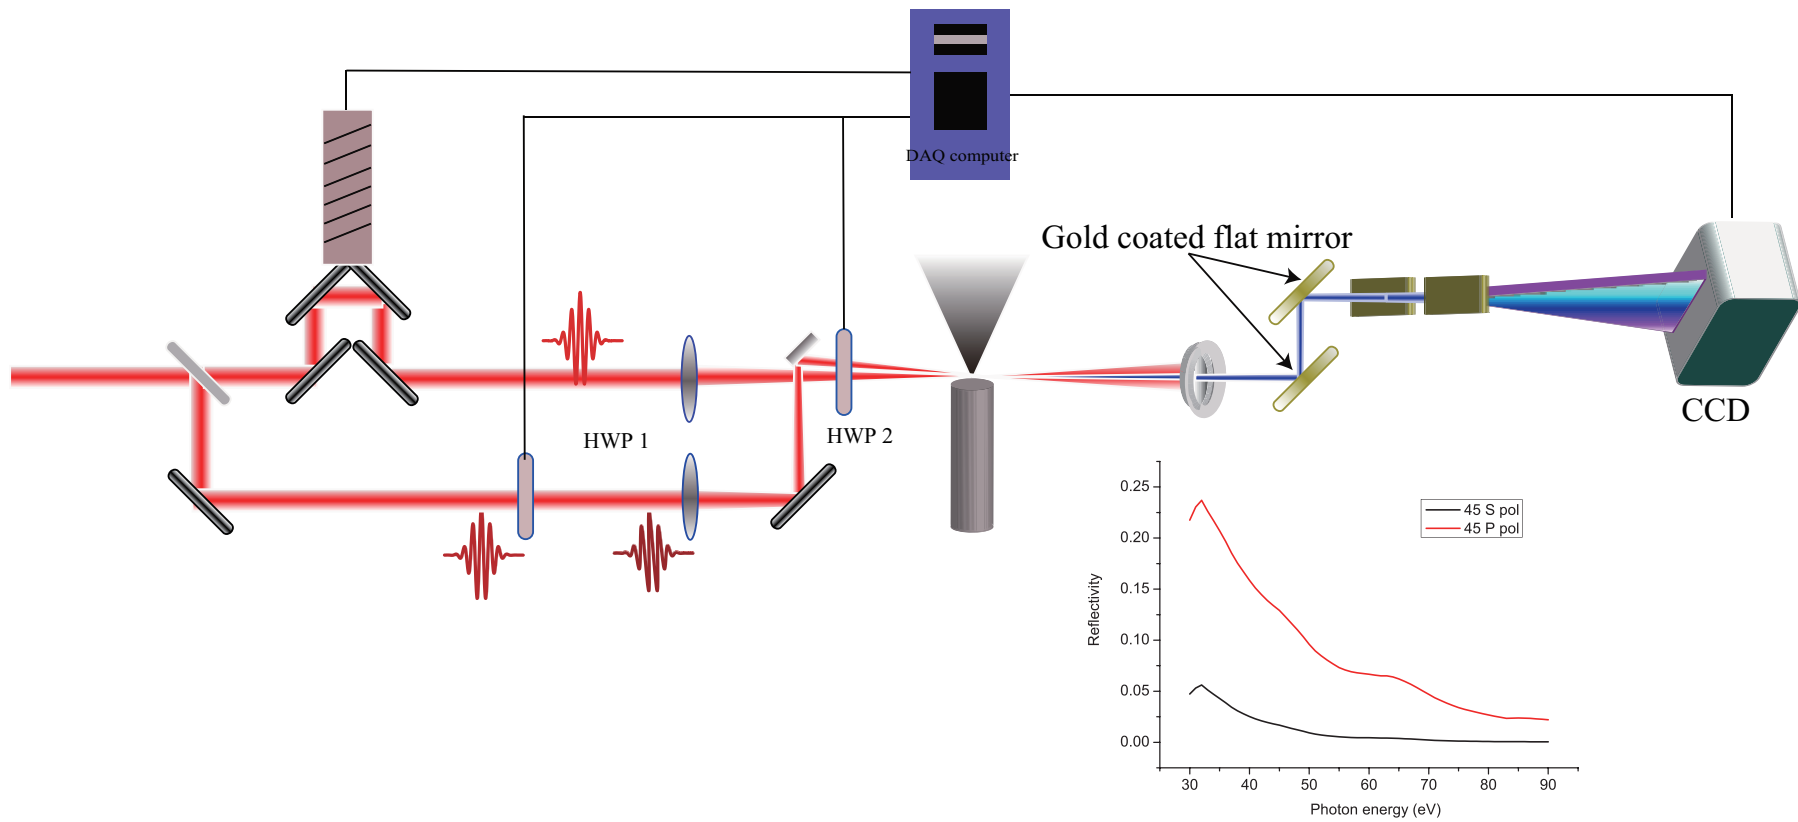 DAQ computer
Gold coated flat mirror
CCD
HWP 1
HWP 2
0.25
0.20
0.15
0.10
0.05
0.00
Reflectivity
45 S pol
45 P pol
30 40 50 60 70 80 90
Photon energy (eV)